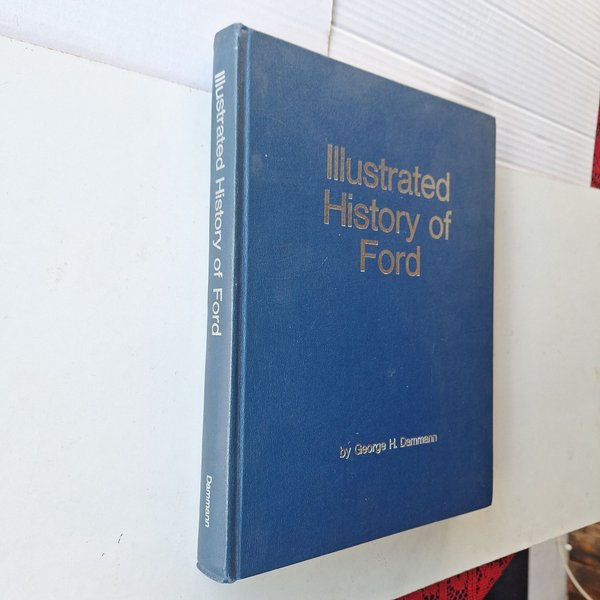 Illustrated
History of
Ford
by George H. Dammann
Illustrated History of Ford
Dammann